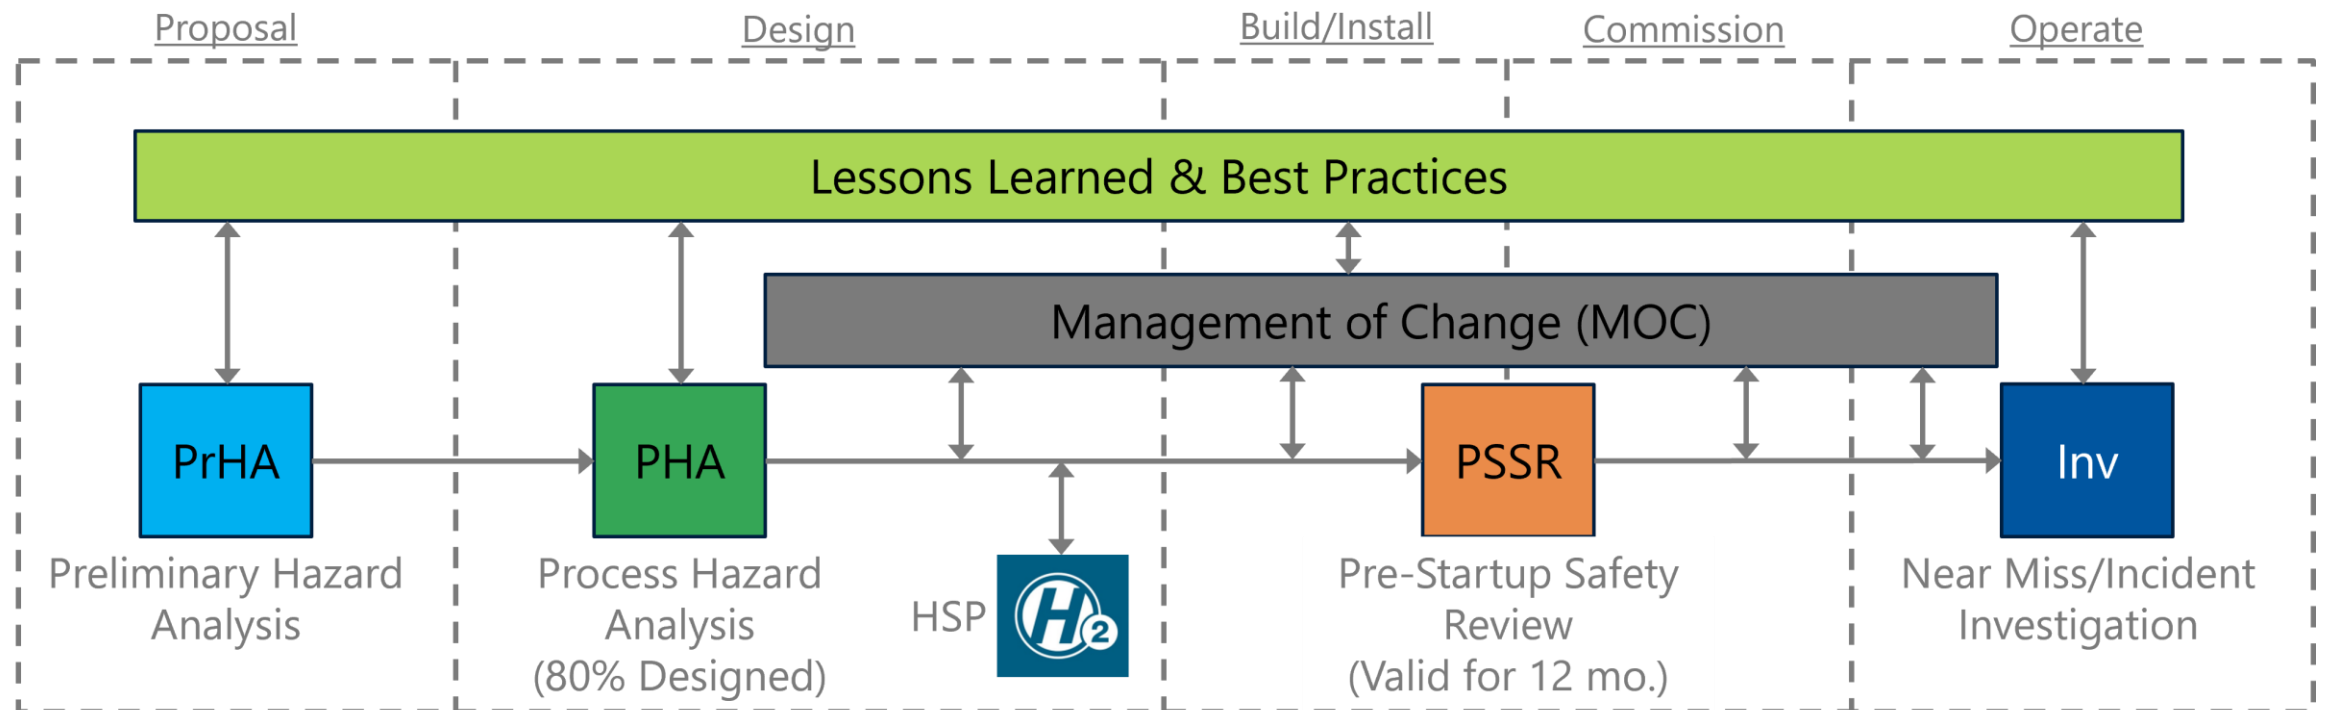 Proposal
Design
Build/Install
Commission
Operate
Lessons Learned & Best Practices
Management of Change (MOC)
PrHA
PHA
PSSR
Inv
Preliminary Hazard
Analysis
Process Hazard
Analysis
(80% Designed)
HSP
H2
Pre-Startup Safety
Review
(Valid for 12 mo.)
Near Miss/Incident
Investigation